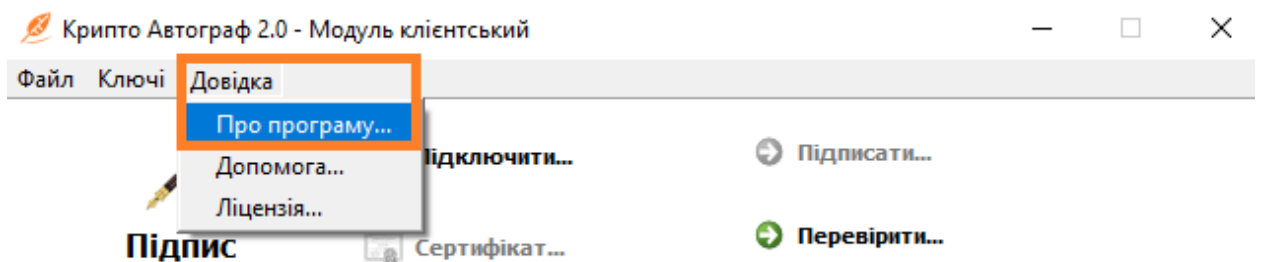 Крипто Автограф 2.0 - Модуль клієнтський
Файл Ключі Довідка
Про програму...
Допомога...
Ліцензія...
Підпис
Підключити...
Сертифікат...
Підписати...
Перевірити...